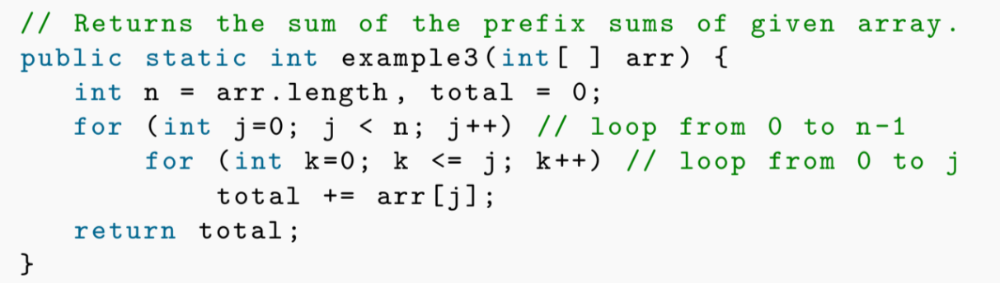 // Returns the sum of the prefix sums of given array.
public static int example3(int[ ] arr) {
    int n = arr.length, total = 0;
    for (int j=0; j < n; j++) // loop from 0 to n-1
        for (int k=0; k <= j; k++) // loop from 0 to j
            total += arr[j];
    return total;
}